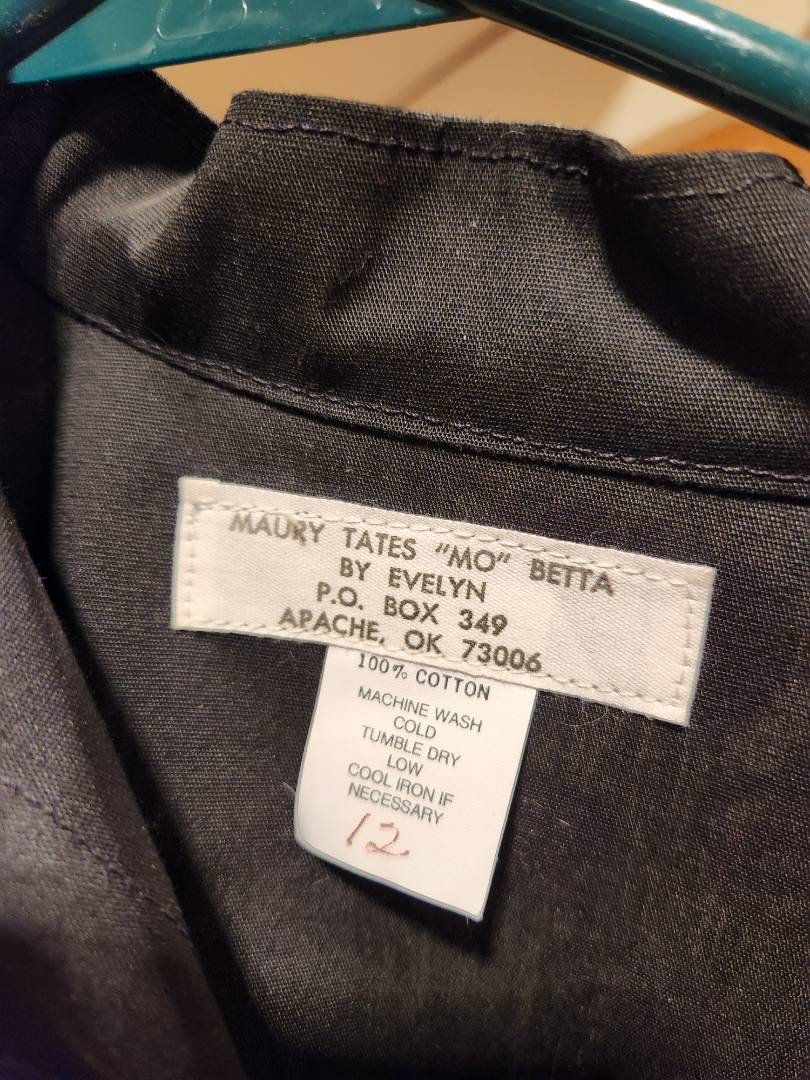 MAURY TATES "MO" BETTA
BY EVELYN
P.O. BOX 349
APACHE, OK 73006
100% COTTON
MACHINE WASH
COLD
TUMBLE DRY
LOW
COOL IRON IF
NECESSARY
12